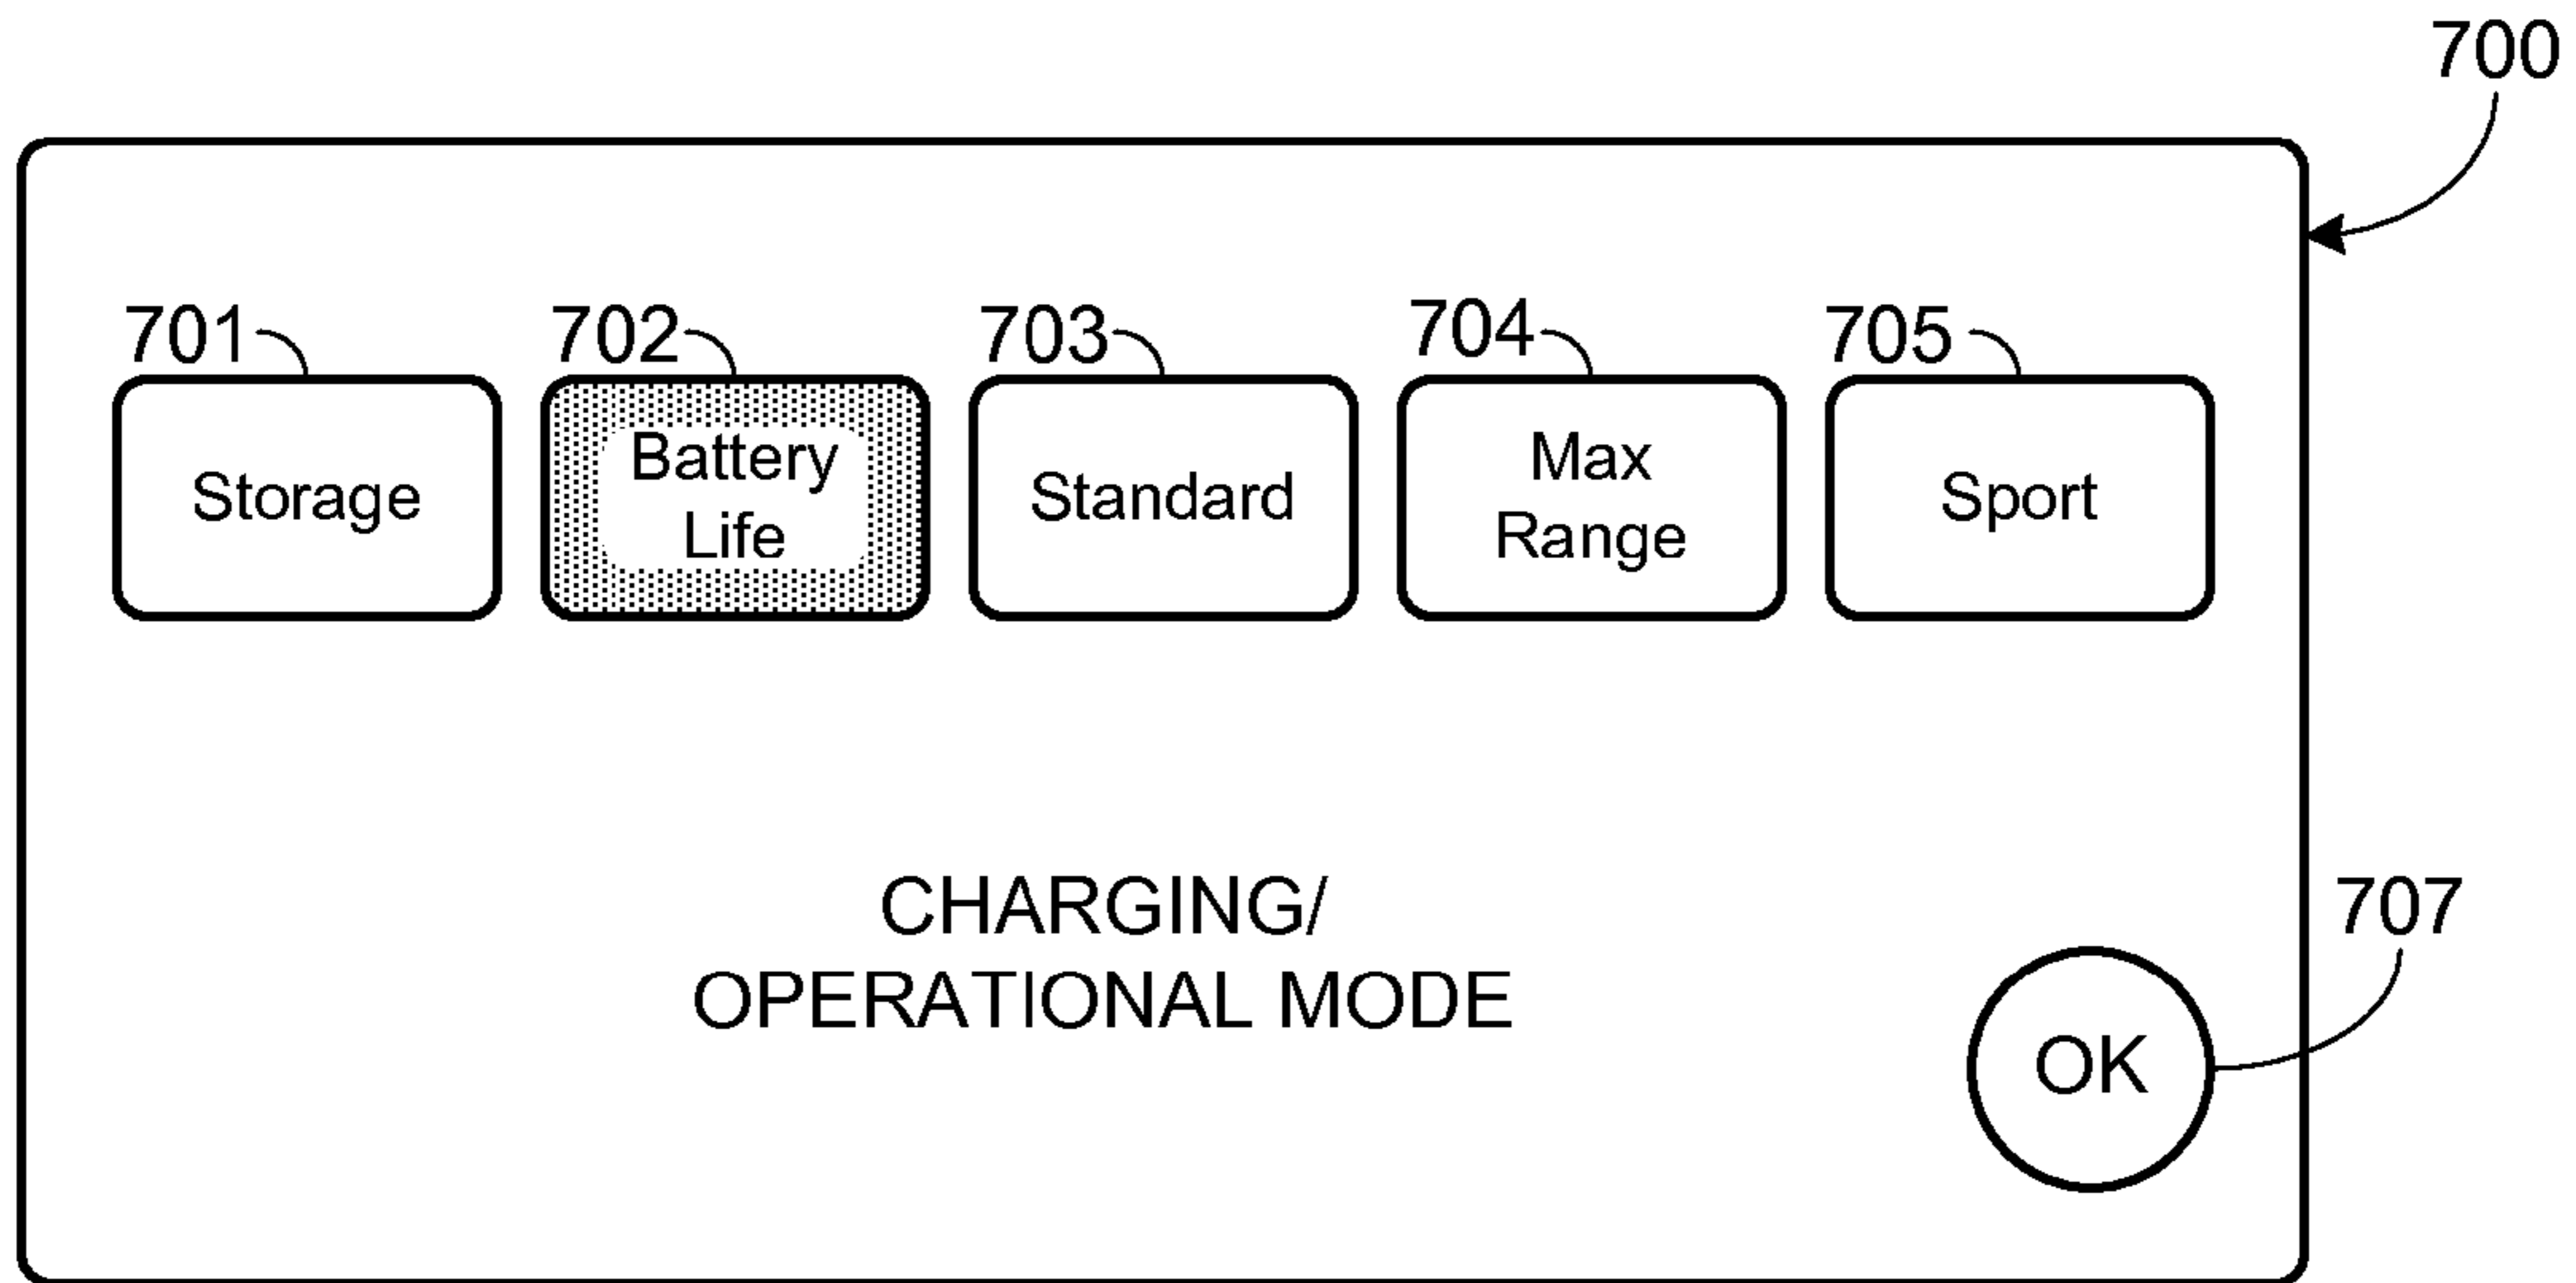 700
701 702 703 704 705
Storage
Battery
Life
Standard
Max
Range
Sport
CHARGING/
OPERATIONAL MODE
707
OK